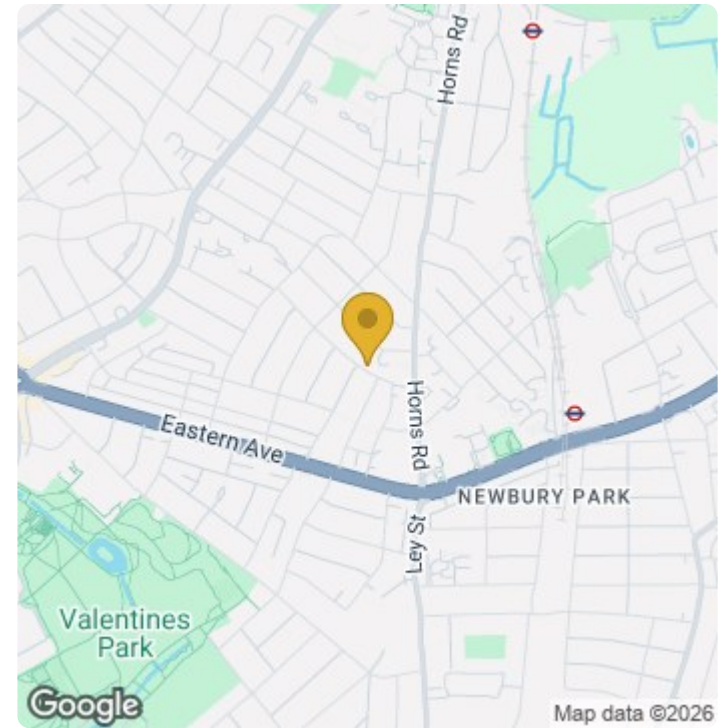 Horns Rd
Horns Rd
Eastern Ave
NEWBURY PARK
Ley St
Valentines
Park
Google
Map data ©2026